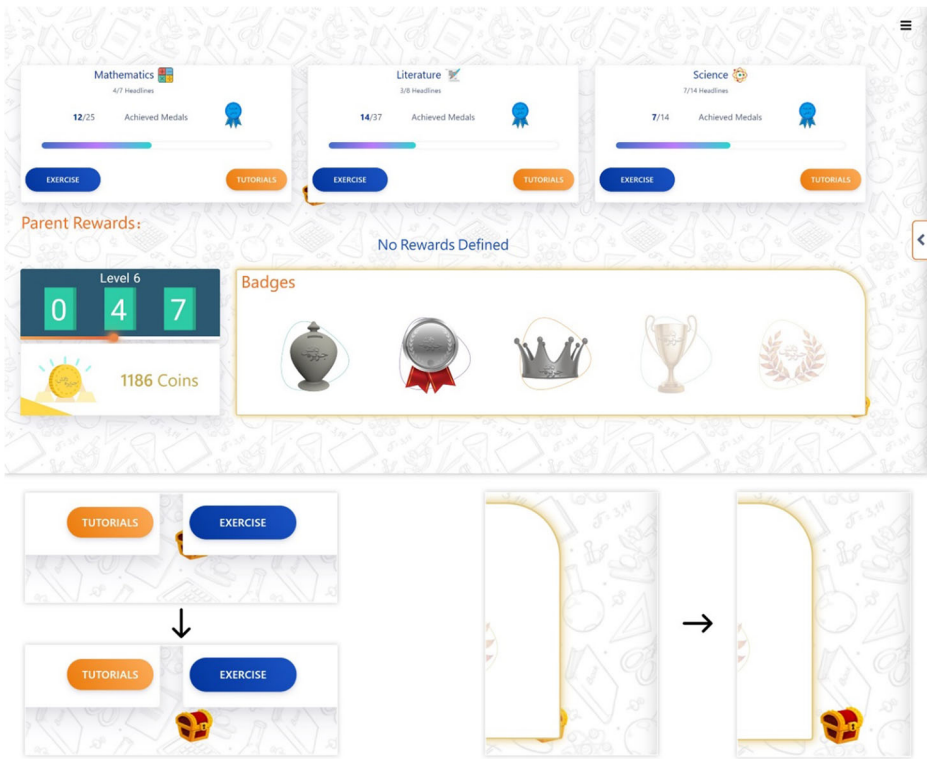 Mathematics
4/7 Headlines
12/25 Achieved Medals
EXERCISE TUTORIALS
Literature
3/8 Headlines
14/37 Achieved Medals
EXERCISE TUTORIALS
Science
7/14 Headlines
7/14 Achieved Medals
EXERCISE TUTORIALS
Parent Rewards:
No Rewards Defined
Level 6
0 4 7
1186 Coins
Badges
TUTORIALS EXERCISE
TUTORIALS EXERCISE